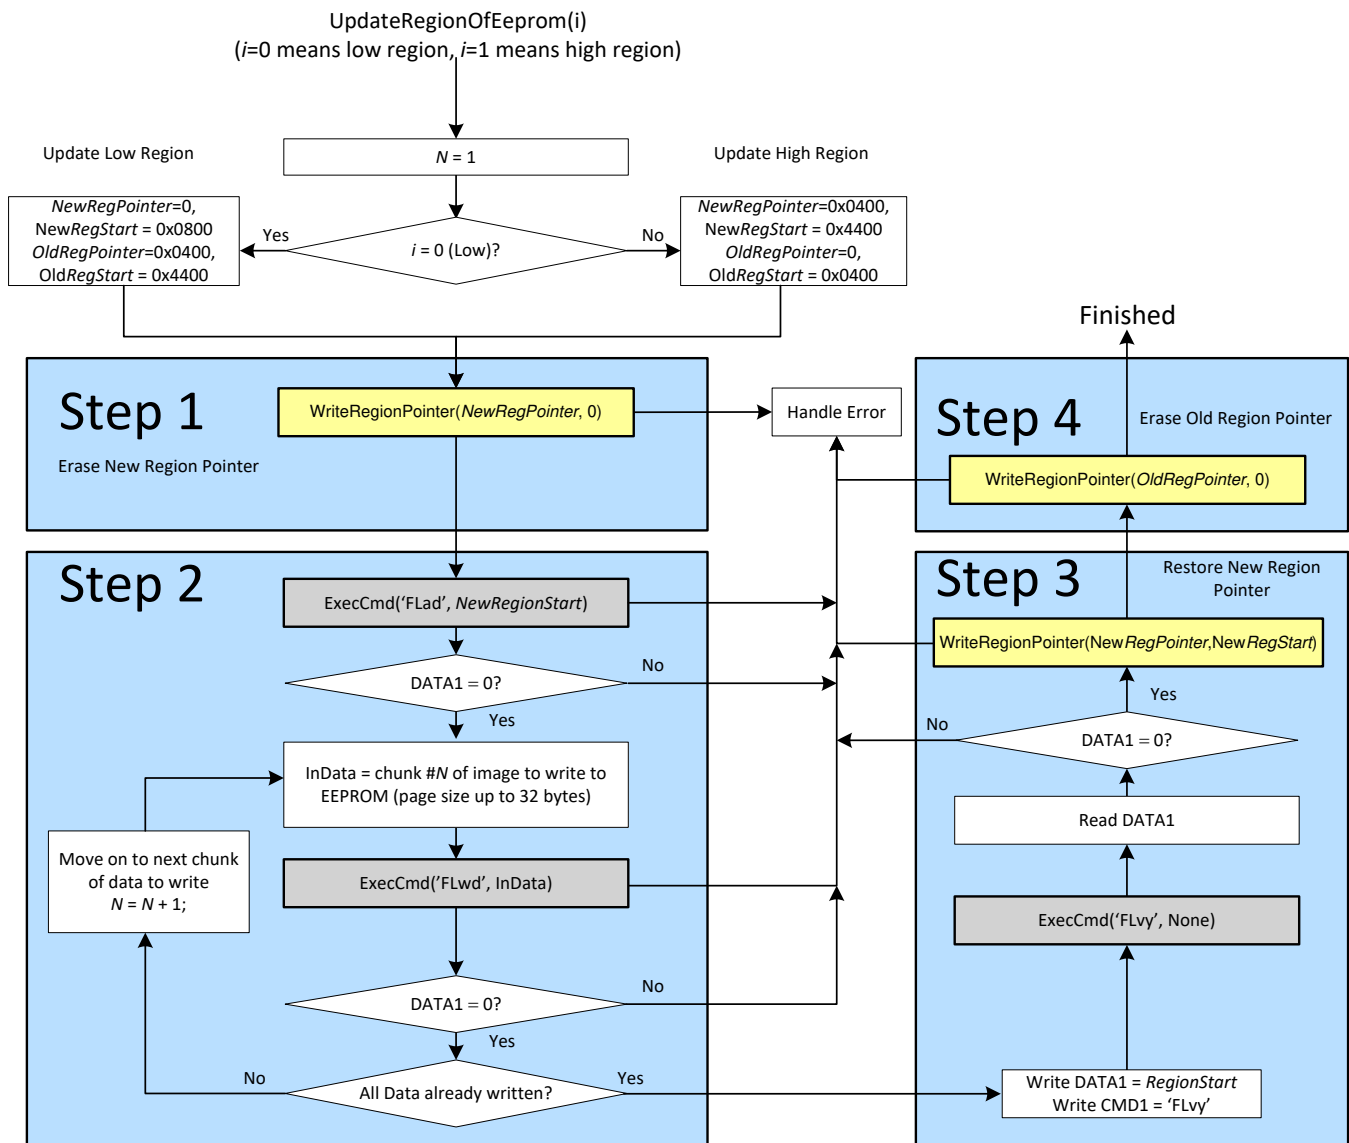 UpdateRegionOfEeprom(i)
(i=0 means low region, i=1 means high region)
Update Low Region
N = 1
Update High Region
NewRegPointer=0,
NewRegStart = 0x0800
OldRegPointer=0x0400,
OldRegStart = 0x4400
Yes
i = 0 (Low)?
No
NewRegPointer=0x0400,
NewRegStart = 0x4400
OldRegPointer=0,
OldRegStart = 0x0400
Finished
Step 1
WriteRegionPointer(NewRegPointer, 0)
Erase New Region Pointer
Handle Error
Step 4
Erase Old Region Pointer
WriteRegionPointer(OldRegPointer, 0)
Step 2
ExecCmd(‘FLad’, NewRegionStart)
DATA1 = 0?
No
Yes
InData = chunk #N of image to write to
EEPROM (page size up to 32 bytes)
Move on to next chunk
of data to write
N = N + 1;
ExecCmd(’FLwd’, InData)
DATA1 = 0?
No
Yes
No
All Data already written?
Yes
Step 3
Restore New Region
Pointer
WriteRegionPointer(NewRegPointer,NewRegStart)
Yes
No
DATA1 = 0?
Read DATA1
ExecCmd(‘FLvy’, None)
Write DATA1 = RegionStart
Write CMD1 = ‘FLvy’